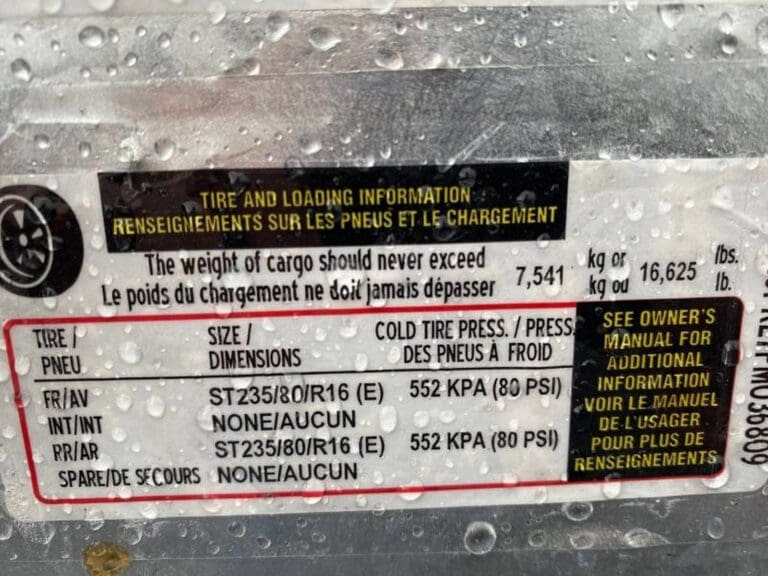 TIRE AND LOADING INFORMATION
RENSEIGNEMENTS SUR LES PNEUS ET LE CHARGEMENT
The weight of cargo should never exceed 7,541 kg or 16,625 lbs.
Le poids du chargement ne doit jamais dépasser kg ou lb.
TIRE / SIZE / COLD TIRE PRESS. / PRESS
PNEU DIMENSIONS DES PNEUS À FROID
FR/AV ST235/80/R16 (E) 552 KPA (80 PSI)
INT/INT NONE/AUCUN
RR/AR ST235/80/R16 (E) 552 KPA (80 PSI)
SPARE/DE SECOURS NONE/AUCUN
SEE OWNER'S
MANUAL FOR
ADDITIONAL
INFORMATION
VOIR LE MANUEL
DE L'USAGER
POUR PLUS DE
RENSEIGNEMENTS